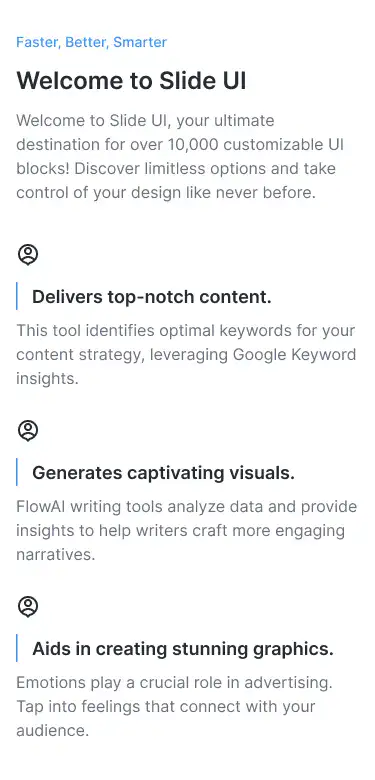 Faster, Better, Smarter
Welcome to Slide UI
Welcome to Slide UI, your ultimate
destination for over 10,000 customizable UI
blocks! Discover limitless options and take
control of your design like never before.
Delivers top-notch content.
This tool identifies optimal keywords for your
content strategy, leveraging Google Keyword
insights.
Generates captivating visuals.
FlowAI writing tools analyze data and provide
insights to help writers craft more engaging
narratives.
Aids in creating stunning graphics.
Emotions play a crucial role in advertising.
Tap into feelings that connect with your
audience.